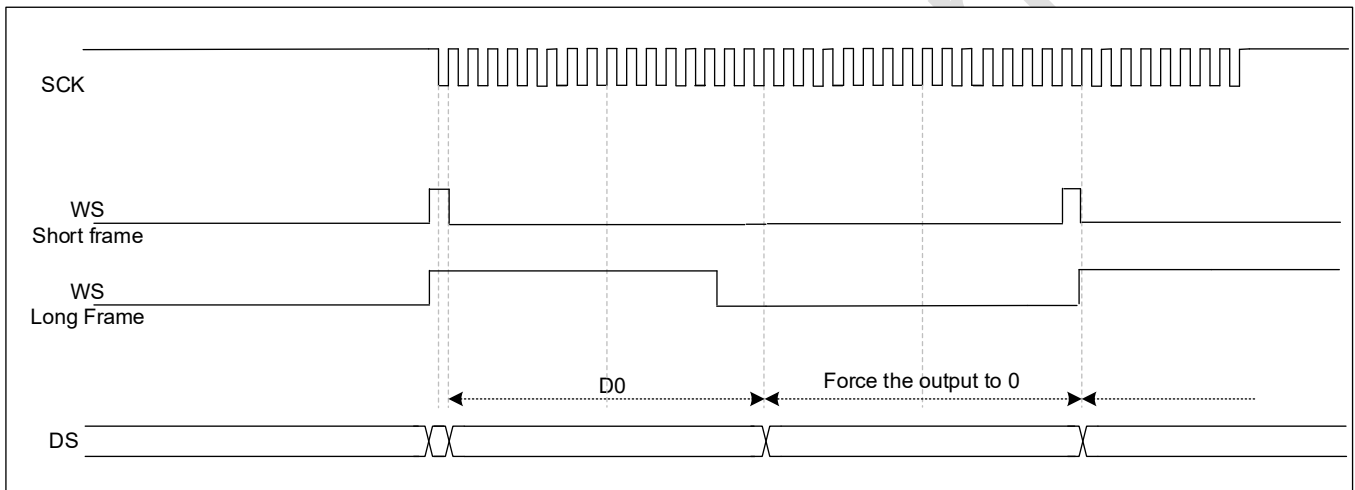 SCK
WS
Short frame
WS
Long Frame
D0
Force the output to 0
DS